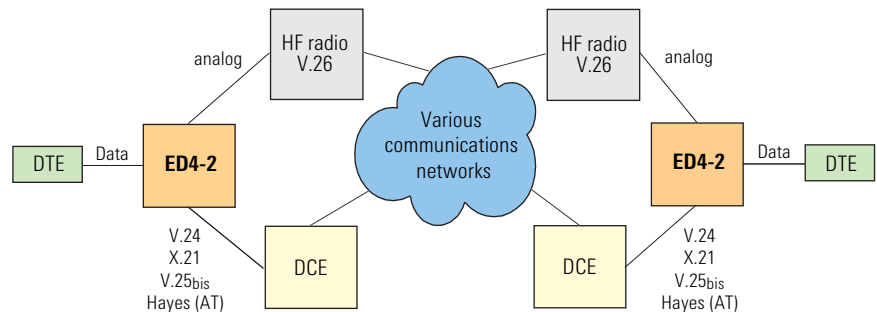 HF radio
V.26
HF radio
V.26
analog
analog
Various
communications
networks
DTE
Data
ED4-2
ED4-2
Data
DTE
V.24
X.21
V.25bis
Hayes (AT)
DCE
DCE
V.24
X.21
V.25bis
Hayes (AT)